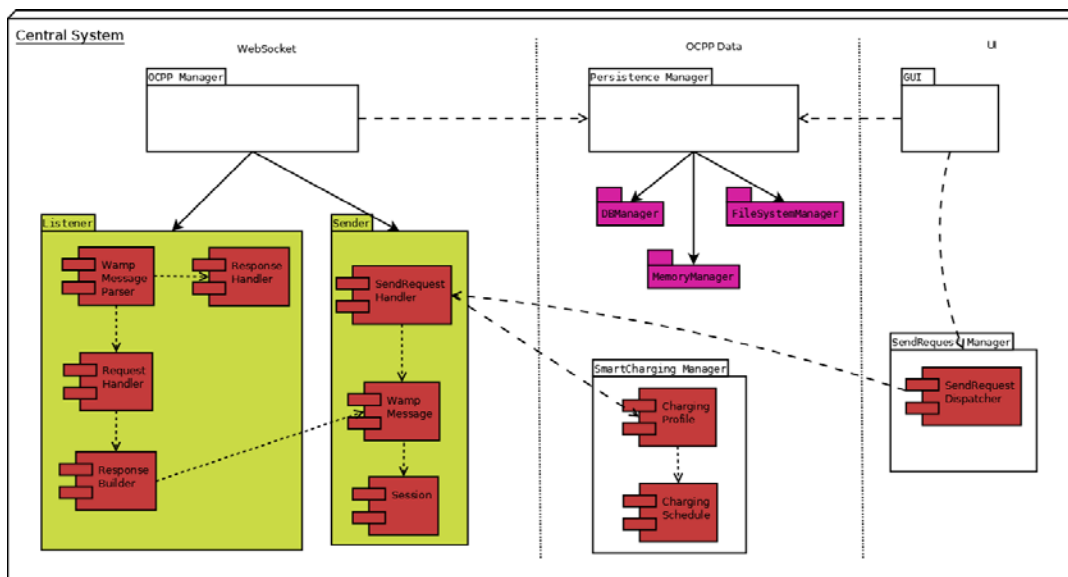 Central System
WebSocket
OCPP Data
UI
OCPP Manager
Persistence Manager
GUI
DBManager
FileSystemManager
MemoryManager
Listener
Wamp
Message
Parser
Response
Handler
Request
Handler
Response
Builder
Sender
SendRequest
Handler
Wamp
Message
Session
SmartCharging Manager
Charging
Profile
Charging
Schedule
SendRequest Manager
SendRequest
Dispatcher